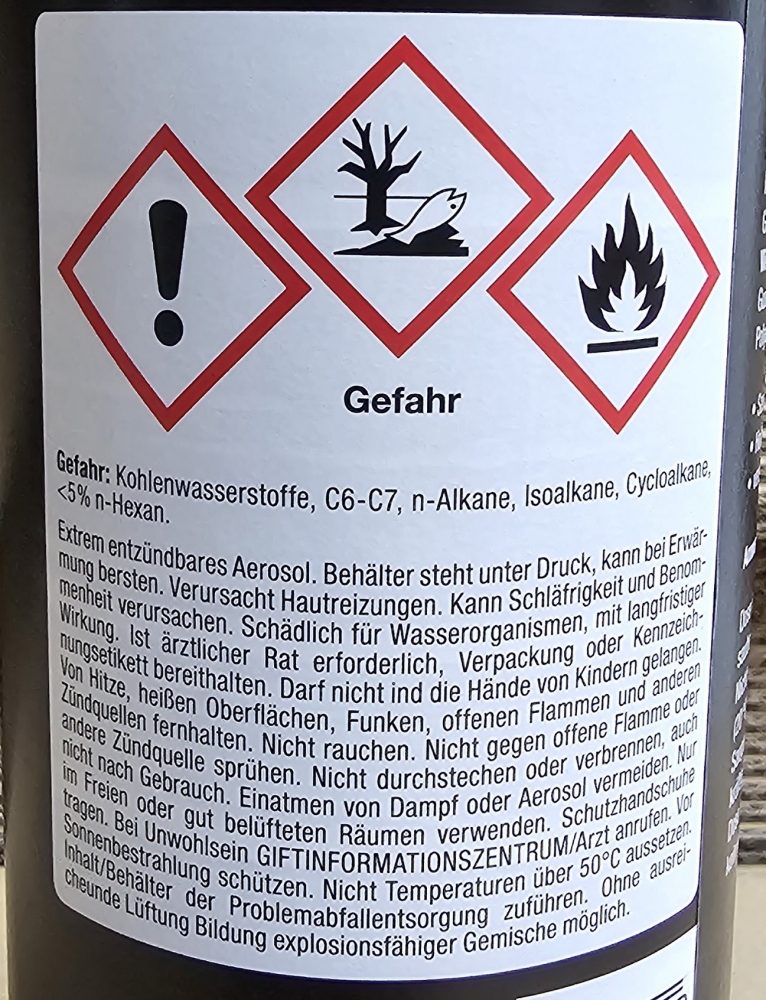 Gefahr
Gefahr: Kohlenwasserstoffe, C6-C7, n-Alkane, Isoalkane, Cycloalkane,
<5% n-Hexan.
Extrem entzündbares Aerosol. Behälter steht unter Druck, kann bei Erwär-
mung bersten. Verursacht Hautreizungen. Kann Schläfrigkeit und Benom-
menheit verursachen. Schädlich für Wasserorganismen, mit langfristiger
Wirkung. Ist ärztlicher Rat erforderlich, Verpackung oder Kennzeich-
nungsetikett bereithalten. Darf nicht ind die Hände von Kindern gelangen.
Von Hitze, heißen Oberflächen, Funken, offenen Flammen und anderen
Zündquellen fernhalten. Nicht rauchen. Nicht gegen offene Flamme oder
andere Zündquelle sprühen. Nicht durchstechen oder verbrennen, auch
nicht nach Gebrauch. Einatmen von Dampf oder Aerosol vermeiden. Nur
im Freien oder gut belüfteten Räumen verwenden. Schutzhandschuhe
tragen. Bei Unwohlsein GIFTINFORMATIONSZENTRUM/Arzt anrufen. Vor
Sonnenbestrahlung schützen. Nicht Temperaturen über 50°C aussetzen.
Inhalt/Behälter der Problemabfallentsorgung zuführen. Ohne ausrei-
cheunde Lüftung Bildung explosionsfähiger Gemische möglich.